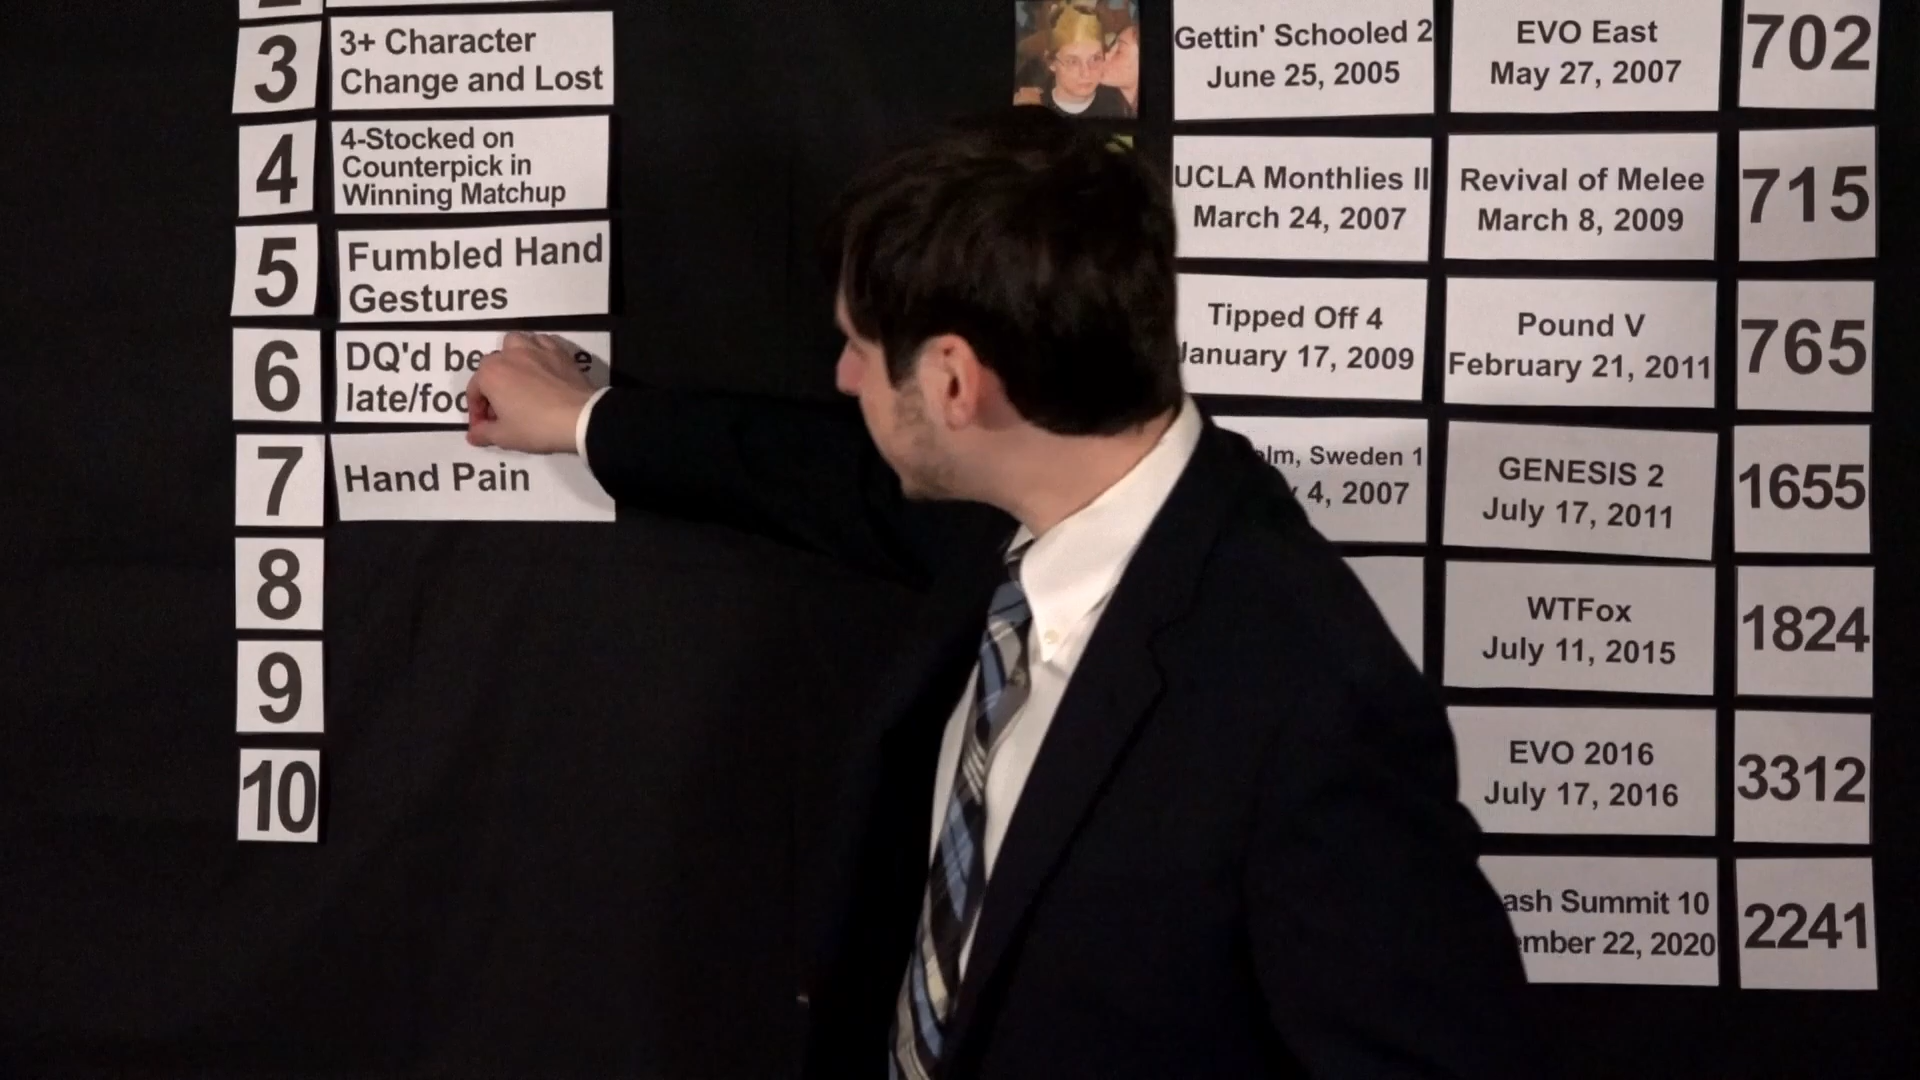 3
3+ Character
Change and Lost
4
4-Stocked on
Counterpick in
Winning Matchup
5
Fumbled Hand
Gestures
6
DQ'd
7
Hand Pain
8
9
10
Gettin' Schooled 2
June 25, 2005
EVO East
May 27, 2007
702
UCLA Monthlies II
March 24, 2007
Revival of Melee
March 8, 2009
715
Tipped Off 4
January 17, 2009
Pound V
February 21, 2011
765
Sweden 1
4, 2007
GENESIS 2
July 17, 2011
1655
WTFox
July 11, 2015
1824
EVO 2016
July 17, 2016
3312
Summit 10
22, 2020
2241